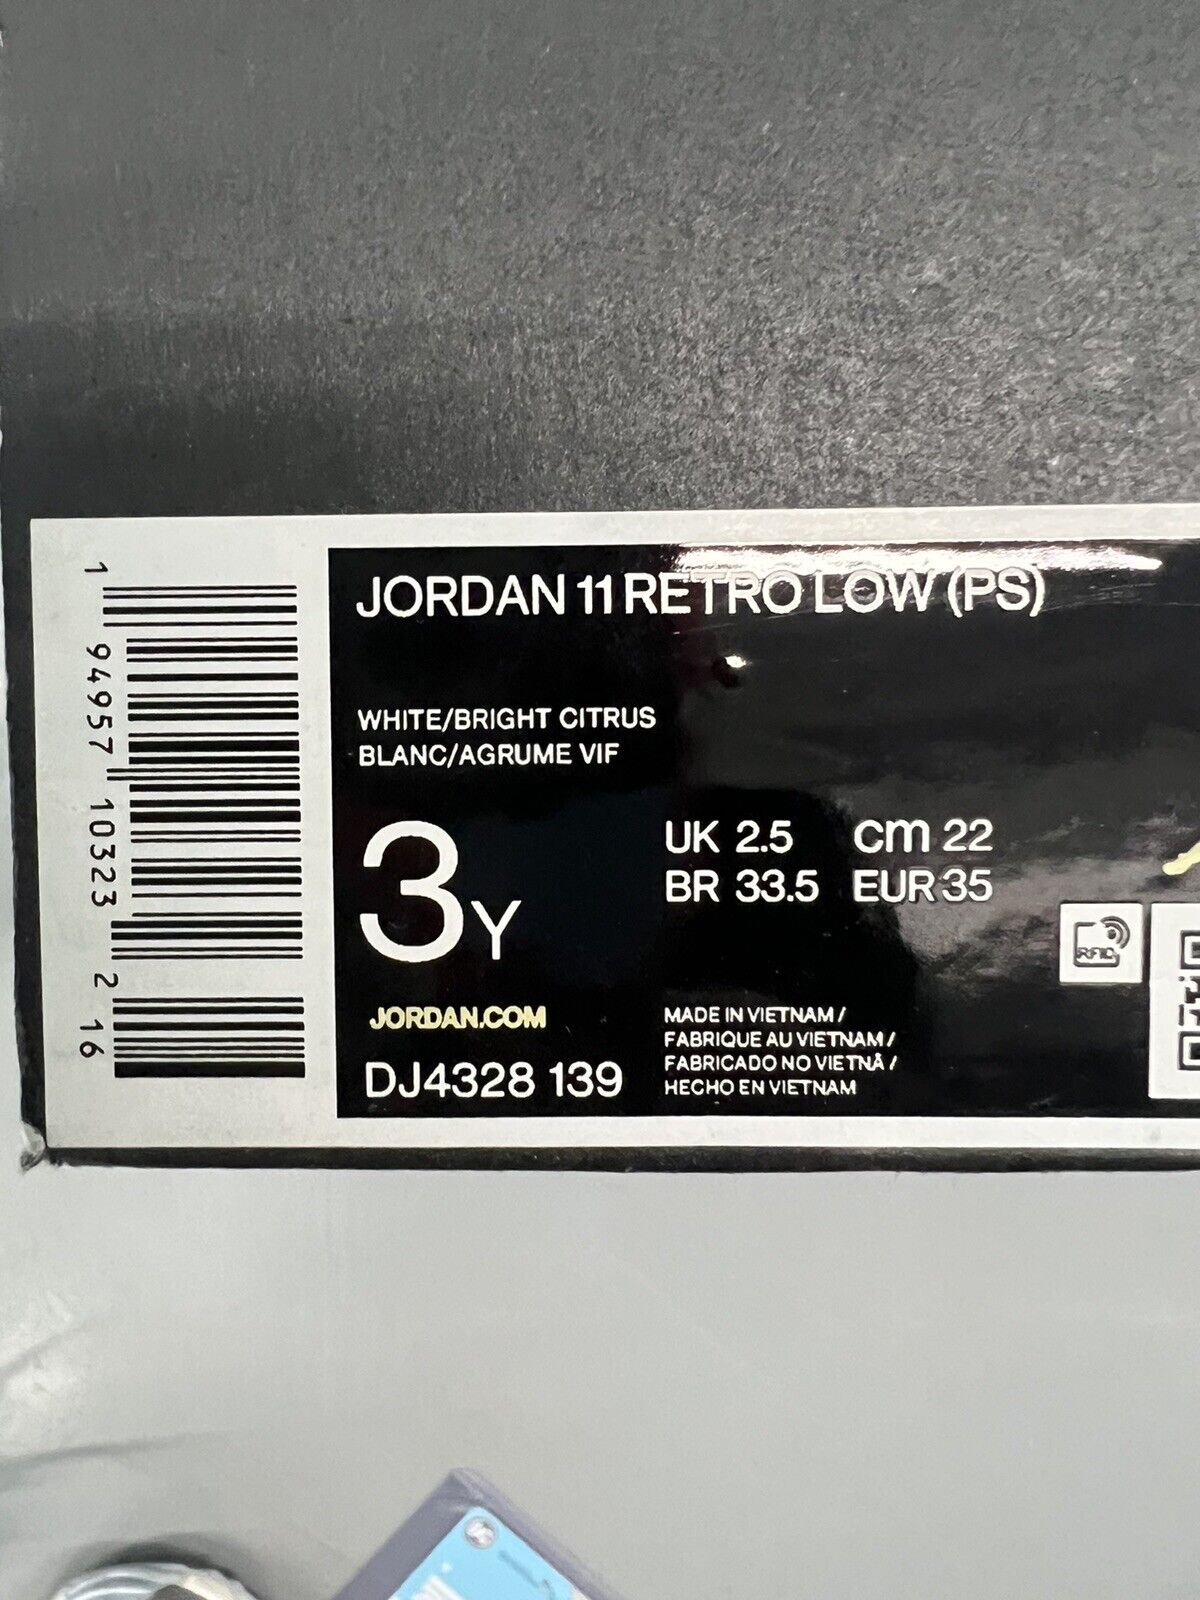 JORDAN 11 RETRO LOW (PS)
WHITE/BRIGHT CITRUS
BLANC/AGRUME VIF
3Y
UK 2.5 cm 22
BR 33.5 EUR 35
RFID
JORDAN.COM
DJ4328 139
MADE IN VIETNAM /
FABRIQUE AU VIETNAM /
FABRICADO NO VIETNÃ /
HECHO EN VIETNAM
1 94957 10323 2 16